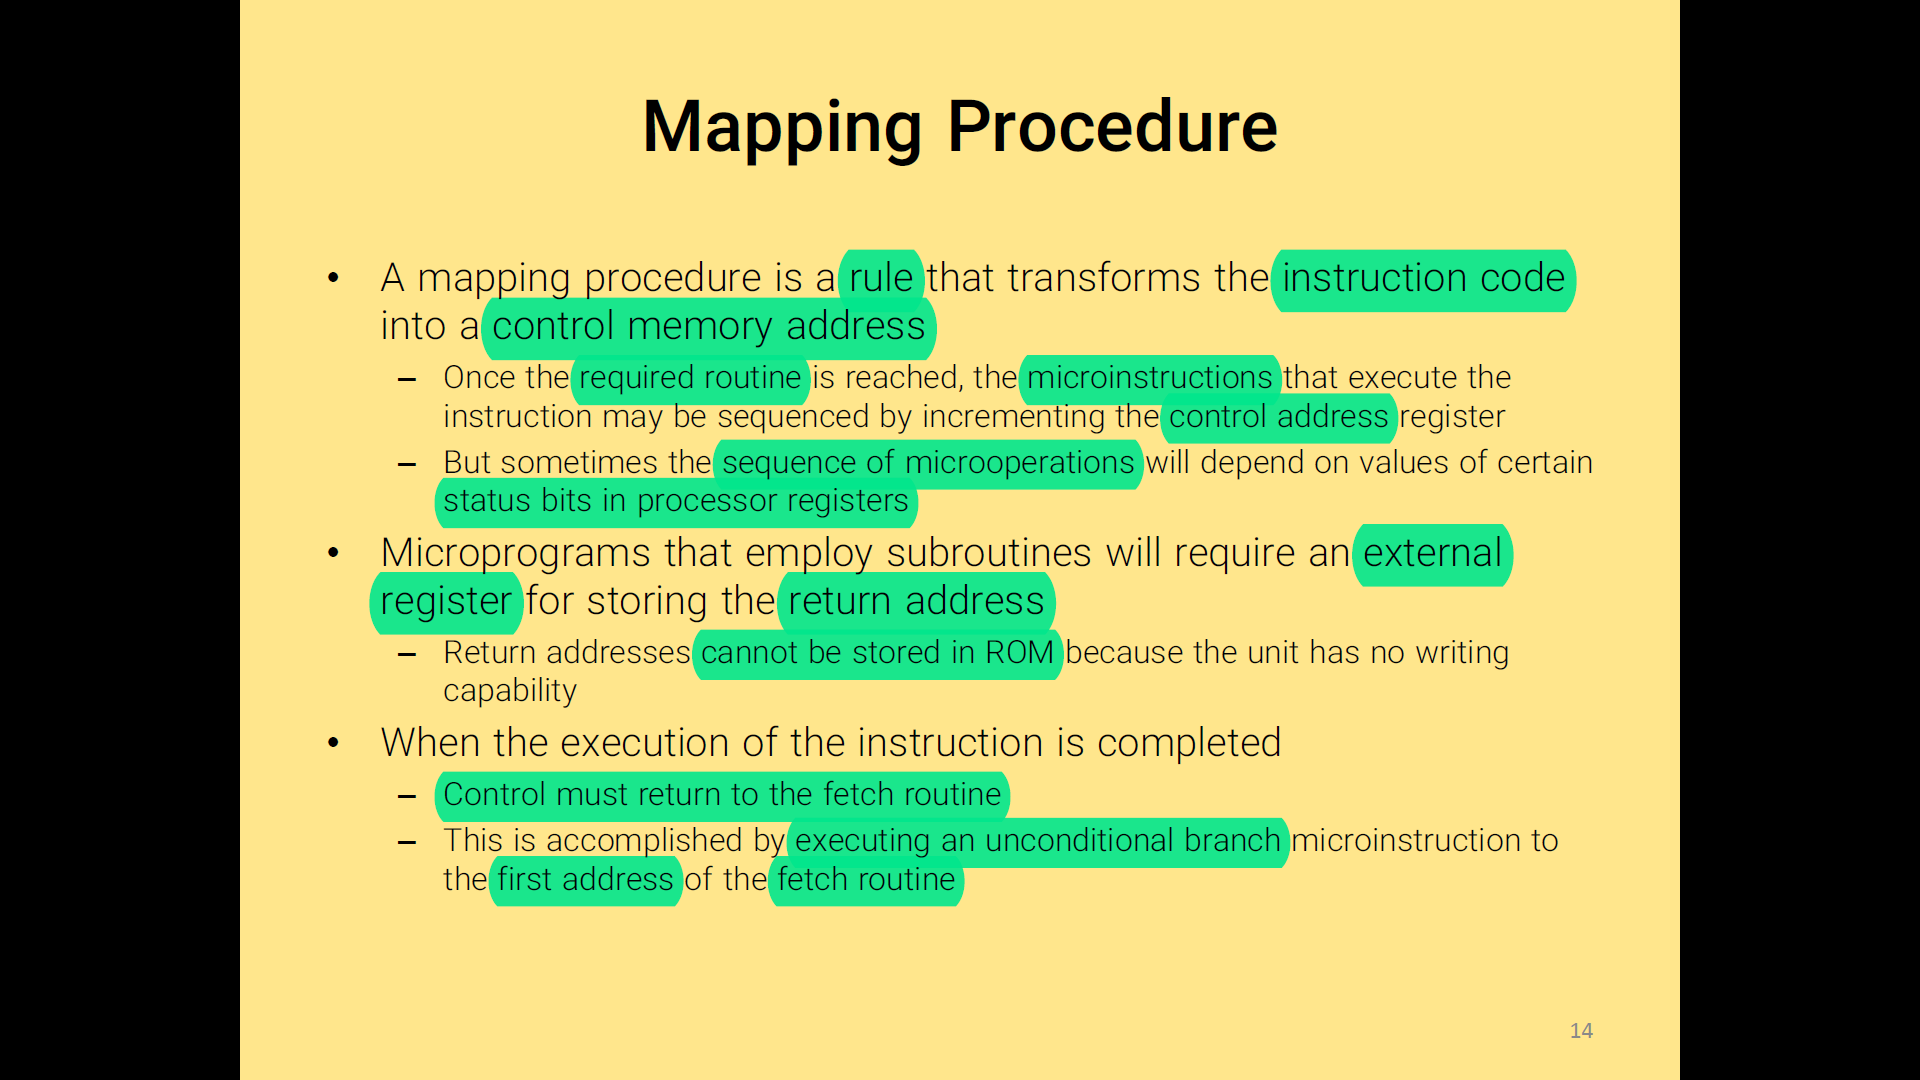 Mapping Procedure
• A mapping procedure is a rule that transforms the instruction code
into a control memory address
– Once the required routine is reached, the microinstructions that execute the
instruction may be sequenced by incrementing the control address register
– But sometimes the sequence of microoperations will depend on values of certain
status bits in processor registers
• Microprograms that employ subroutines will require an external
register for storing the return address
– Return addresses cannot be stored in ROM because the unit has no writing
capability
• When the execution of the instruction is completed
– Control must return to the fetch routine
– This is accomplished by executing an unconditional branch microinstruction to
the first address of the fetch routine
14